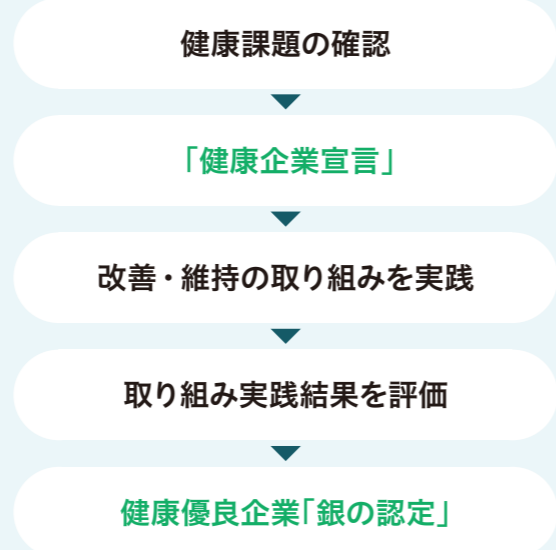 健康課題の確認
「健康企業宣言」
改善・維持の取り組みを実践
取り組み実践結果を評価
健康優良企業「銀の認定」